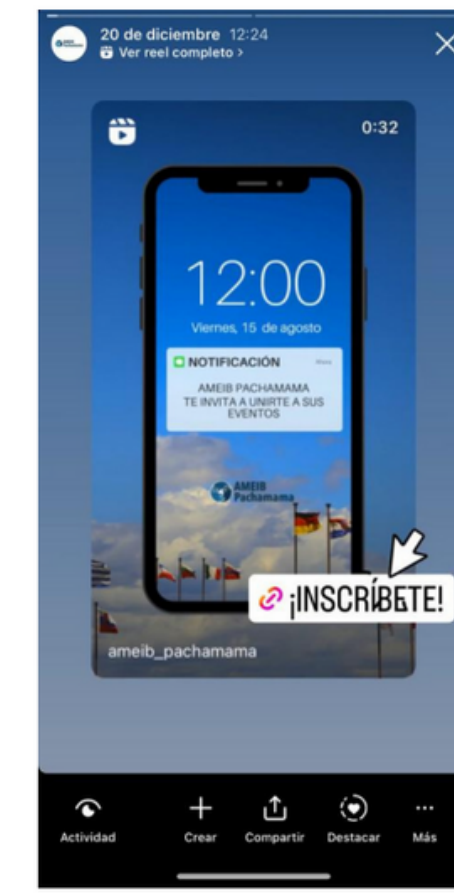 20 de diciembre 12:24
Ver reel completo >
0:32
12:00
Viernes, 15 de agosto
NOTIFICACIÓN
AMEIB PACHAMAMA
TE INVITA A UNIRTE A SUS
EVENTOS
AMEIB
Pachamama
¡INSCRÍBETE!
ameib_pachamama
Actividad
Crear
Compartir
Destacar
Más